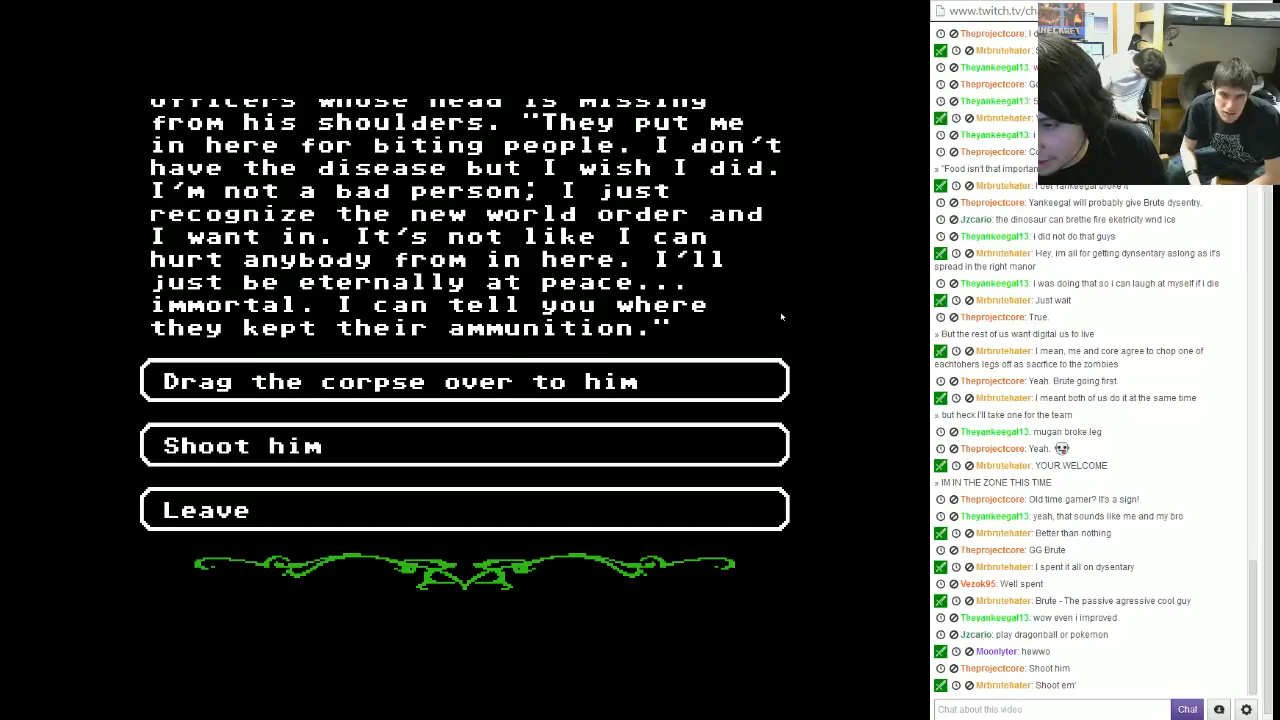 officers whose head is missing
from his shoulders. "They put me
in here for biting people. I don't
have the disease but I wish I did.
I'm not a bad person; I just
recognize the new world order and
I want in. It's not like I can
hurt anybody from in here. I'll
just be eternally at peace...
immortal. I can tell you where
they kept their ammunition."
Drag the corpse over to him
Shoot him
Leave
www.twitch.tv/ch
Theprojectcore: I
Mrbrutehater:
Theyankeegal13:
Theprojectcore:
Theyankeegal13:
Mrbrutehater:
Theyankeegal13: i
Theprojectcore:
» "Food isn't that important
Mrbrutehater: I bet Yankeegal broke it
Theprojectcore: Yankeegal will probably give Brute dysentry.
Jzcario: the dinosaur can brethe fire eketricity wnd ice
Theyankeegal13: i did not do that guys
Mrbrutehater: Hey, im all for getting dynsentary aslong as it's
spread in the right manor
Theyankeegal13: i was doing that so i can laugh at myself if i die
Mrbrutehater: Just wait
Theprojectcore: True.
» But the rest of us want digital us to live
Mrbrutehater: I mean, me and core agree to chop one of
eachtohers legs off as sacrfice to the zombies
Theprojectcore: Yeah. Brute going first.
Mrbrutehater: I meant both of us do it at the same time
» but heck I'll take one for the team
Theyankeegal13: mugan broke leg
Theprojectcore: Yeah.
Mrbrutehater: YOUR WELCOME
» IM IN THE ZONE THIS TIME
Theprojectcore: Old time gamer? It's a sign!
Theyankeegal13: yeah, that sounds like me and my bro
Mrbrutehater: Better than nothing
Theprojectcore: GG Brute
Mrbrutehater: I spent it all on dysentary
Vezok95: Well spent
Mrbrutehater: Brute - The passive agressive cool guy
Theyankeegal13: wow even i improved
Jzcario: play dragonball or pokemon
Moonlyter: hewwo
Theprojectcore: Shoot him
Mrbrutehater: Shoot em'
Chat about this video
Chat